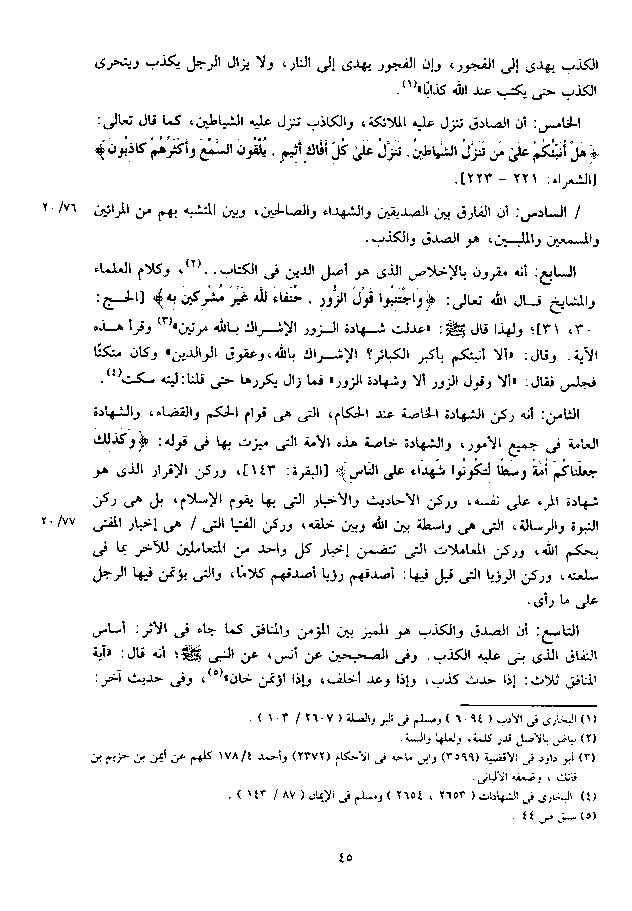 الكذب يهدى إلى الفجور، وإن الفجور يهدى إلى النار، ولا يزال الرجل يكذب ويتحرى
الكذب حتى يكتب عند الله كذابًا»(١).
الخامس: أن الصادق تنزل عليه الملائكة، والكاذب تنزل عليه الشياطين، كما قال تعالى:
﴿ هَلْ أُنَبِّئُكُمْ عَلَىٰ مَن تَنَزَّلُ الشَّيَاطِينُ . تَنَزَّلُ عَلَىٰ كُلِّ أَفَّاكٍ أَثِيمٍ . يُلْقُونَ السَّمْعَ وَأَكْثَرُهُمْ كَاذِبُونَ ﴾
[الشعراء: ٢٢١ - ٢٢٣].
/ السادس: أن الفارق بين الصديقين والشهداء والصالحين، وبين المتشبه بهم من المرائين ٢٠/٧٦
والمسمعين والملبسين، هو الصدق والكذب.
السابع: أنه مقرون بالإخلاص الذى هو أصل الدين فى الكتاب..(٢)، وكلام العلماء
والمشايخ قال الله تعالى: ﴿ وَاجْتَنِبُوا قَوْلَ الزُّورِ . حُنَفَاءَ لِلَّهِ غَيْرَ مُشْرِكِينَ بِهِ ﴾ [الحج:
٣٠، ٣١]؛ ولهذا قال ﷺ: «عدلت شهادة الزور الإشراك بالله مرتين»(٣) وقرأ هذه
الآية. وقال: «ألا أنبئكم بأكبر الكبائر؟ الإشراك بالله، وعقوق الوالدين» وكان متكئًا
فجلس فقال: «ألا وقول الزور ألا وشهادة الزور» فما زال يكررها حتى قلنا: ليته سكت(٤).
الثامن: أنه ركن الشهادة الخاصة عند الحكام، التى هى قوام الحكم والقضاء، والشهادة
العامة فى جميع الأمور، والشهادة خاصة هذه الأمة التى ميزت بها فى قوله: ﴿ وَكَذَٰلِكَ
جَعَلْنَاكُمْ أُمَّةً وَسَطًا لِّتَكُونُوا شُهَدَاءَ عَلَى النَّاسِ ﴾ [البقرة: ١٤٣]، وركن الإقرار الذى هو
شهادة المرء على نفسه، وركن الأحاديث والأخبار التى بها يقوم الإسلام، بل هى ركن
النبوة والرسالة، التى هى واسطة بين الله وبين خلقه، وركن الفتيا التى / هى إخبار المفتى ٢٠/٧٧
بحكم الله، وركن المعاملات التى تتضمن إخبار كل واحد من المتعاملين للآخر بما فى
سلعته، وركن الرؤيا التى قيل فيها: أصدقهم رؤيا أصدقهم كلامًا، والتى يؤتمن فيها الرجل
على ما رأى.
التاسع: أن الصدق والكذب هو المميز بين المؤمن والمنافق كما جاء فى الأثر: أساس
النفاق الذى بنى عليه الكذب. وفى الصحيحين عن أنس، عن النبى ﷺ؛ أنه قال: «آية
المنافق ثلاث: إذا حدث كذب، وإذا وعد أخلف، وإذا اؤتمن خان»(٥)، وفى حديث آخر:
(١) البخارى فى الأدب ( ٦٠٩٤ ) ومسلم فى البر والصلة ( ٢٦٠٧ / ١٠٣ ) .
(٢) بياض بالأصل قدر كلمة، ولعلها والسنة.
(٣) أبو داود فى الأقضية (٣٥٩٩) وابن ماجه فى الأحكام (٢٣٧٢) وأحمد ١٧٨/٤ كلهم عن أيمن بن خريم بن
فاتك ، وضعفه الألبانى.
(٤) البخارى فى الشهادات ( ٢٦٥٣ ، ٢٦٥٤ ) ومسلم فى الإيمان ( ٨٧ / ١٤٣ ) .
(٥) سبق ص ٤٤ .
٤٥